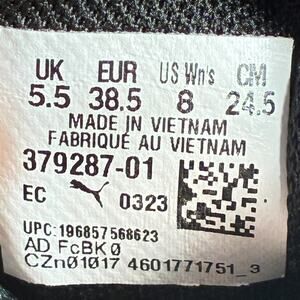 UK EUR US Wn's CM
5.5 38.5 8 24.5
MADE IN VIETNAM
FABRIQUÉ AU VIETNAM
379287-01
EC 0323
UPC:196857568623
AD FcBK0
CZn01017 4601771751_3